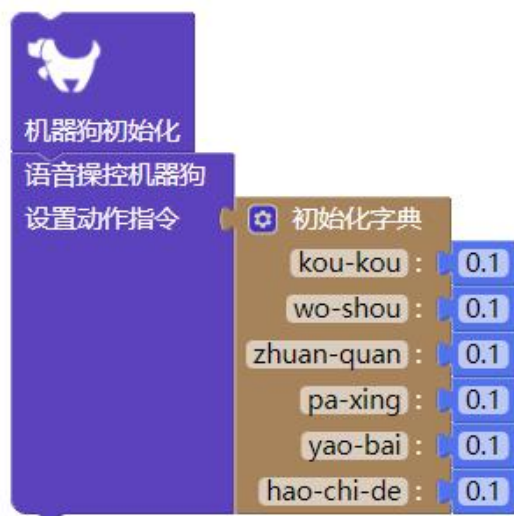 机器狗初始化
语音操控机器狗
设置动作指令 初始化字典
kou-kou : 0.1
wo-shou : 0.1
zhuan-quan : 0.1
pa-xing : 0.1
yao-bai : 0.1
hao-chi-de : 0.1